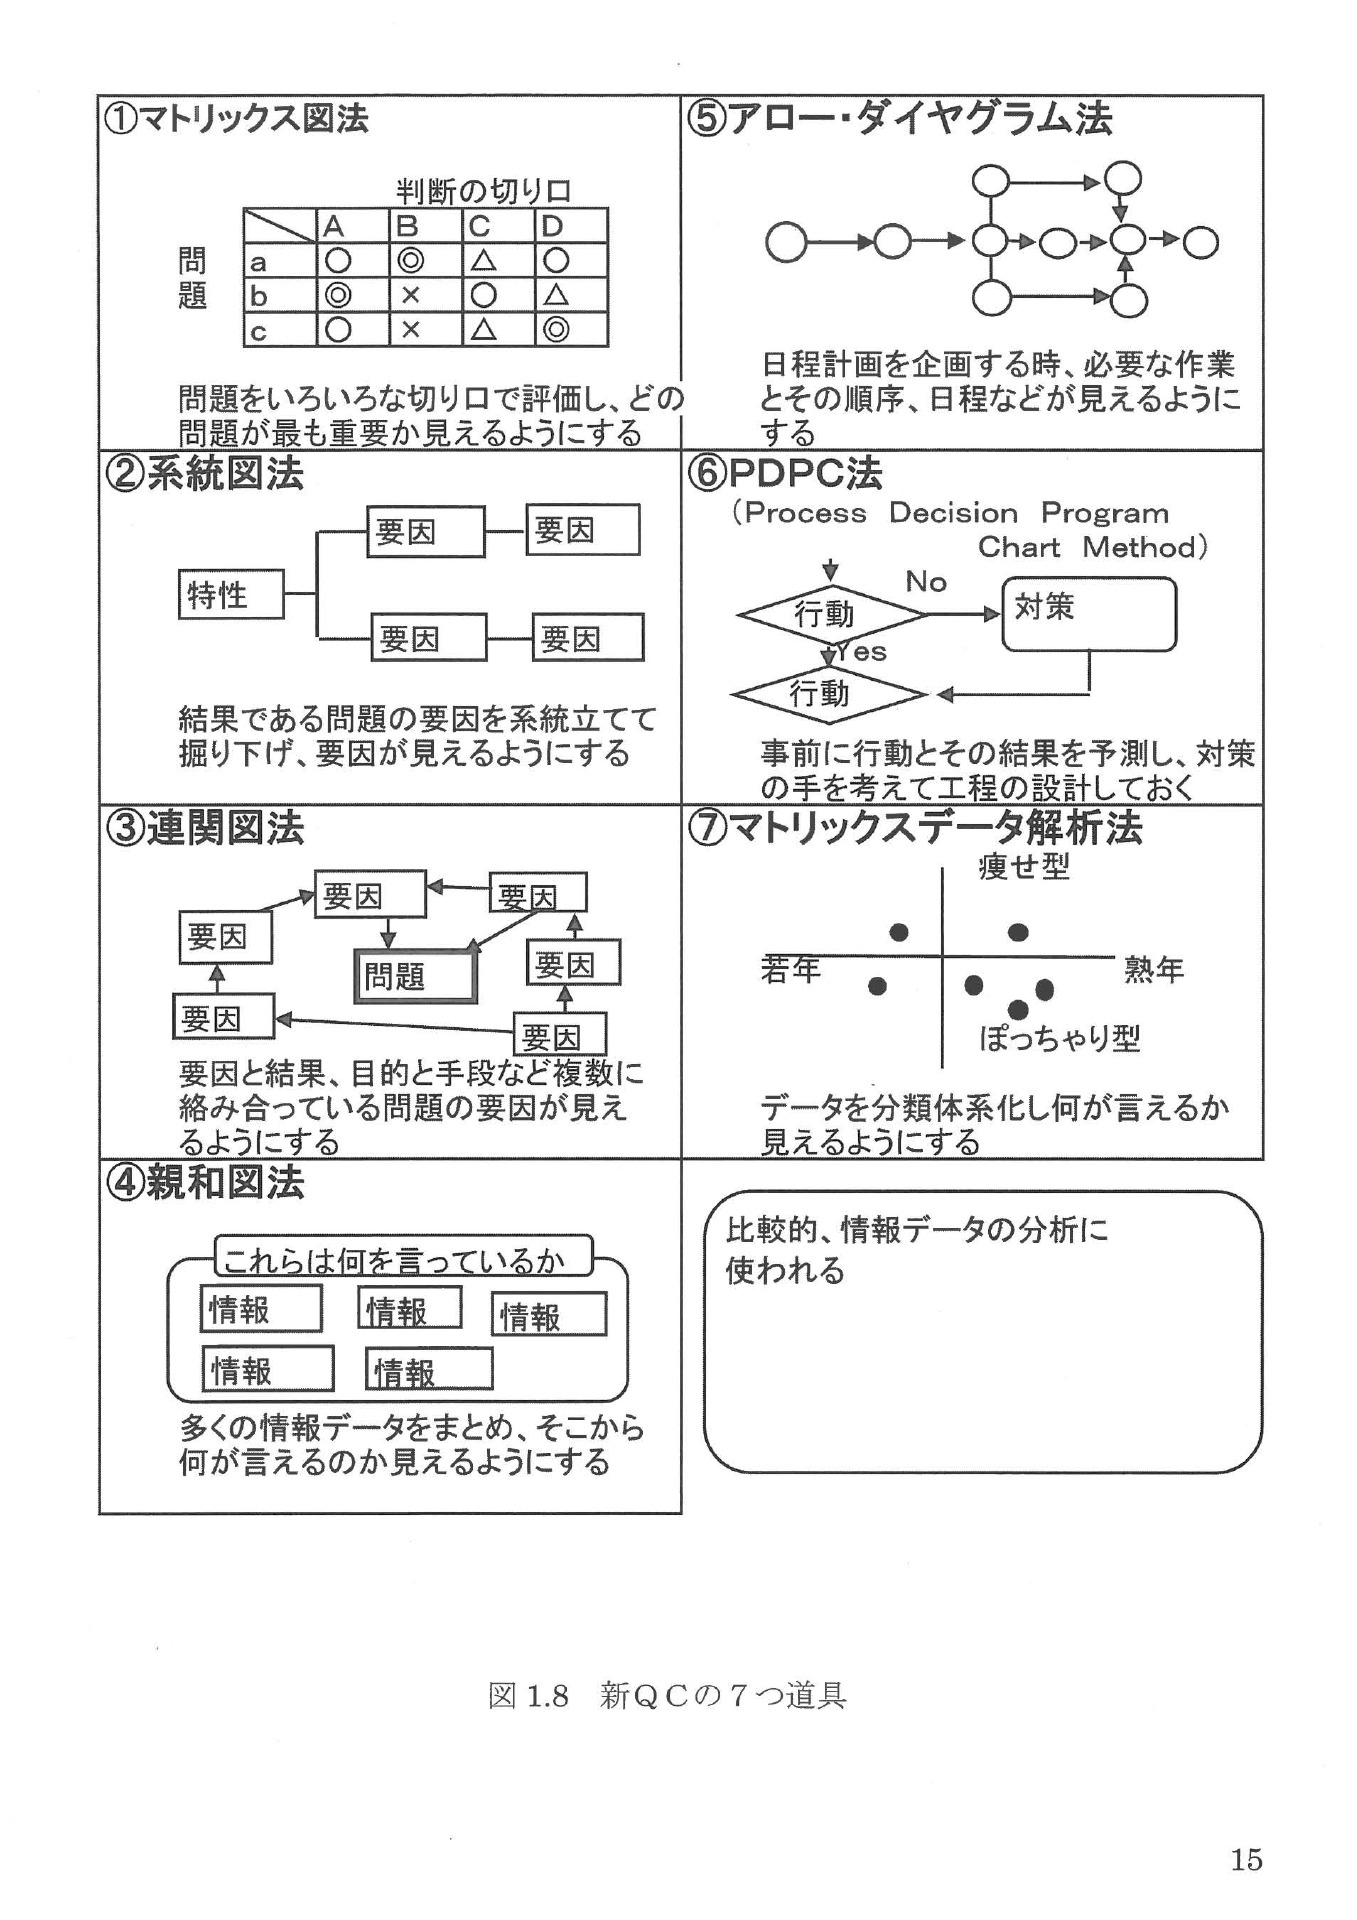 ①マトリックス図法
判断の切り口
A B C D
問題
a ○ ◎ △ ○
b ◎ × ○ △
c ○ × △ ◎
問題をいろいろな切り口で評価し、どの
問題が最も重要か見えるようにする
②系統図法
要因 要因
特性
要因 要因
結果である問題の要因を系統立てて
掘り下げ、要因が見えるようにする
③連関図法
要因 要因
要因
問題 要因
要因 要因
要因と結果、目的と手段など複数に
絡み合っている問題の要因が見え
るようにする
④親和図法
これらは何を言っているか
情報 情報 情報
情報 情報
多くの情報データをまとめ、そこから
何が言えるのか見えるようにする
⑤アロー・ダイヤグラム法
日程計画を企画する時、必要な作業
とその順序、日程などが見えるように
する
⑥PDPC法
(Process Decision Program
Chart Method)
No
行動 対策
Yes
行動
事前に行動とその結果を予測し、対策
の手を考えて工程の設計しておく
⑦マトリックスデータ解析法
痩せ型
若年 熟年
ぽっちゃり型
データを分類体系化し何が言えるか
見えるようにする
比較的、情報データの分析に
使われる
図 1.8 新QCの7つ道具
15